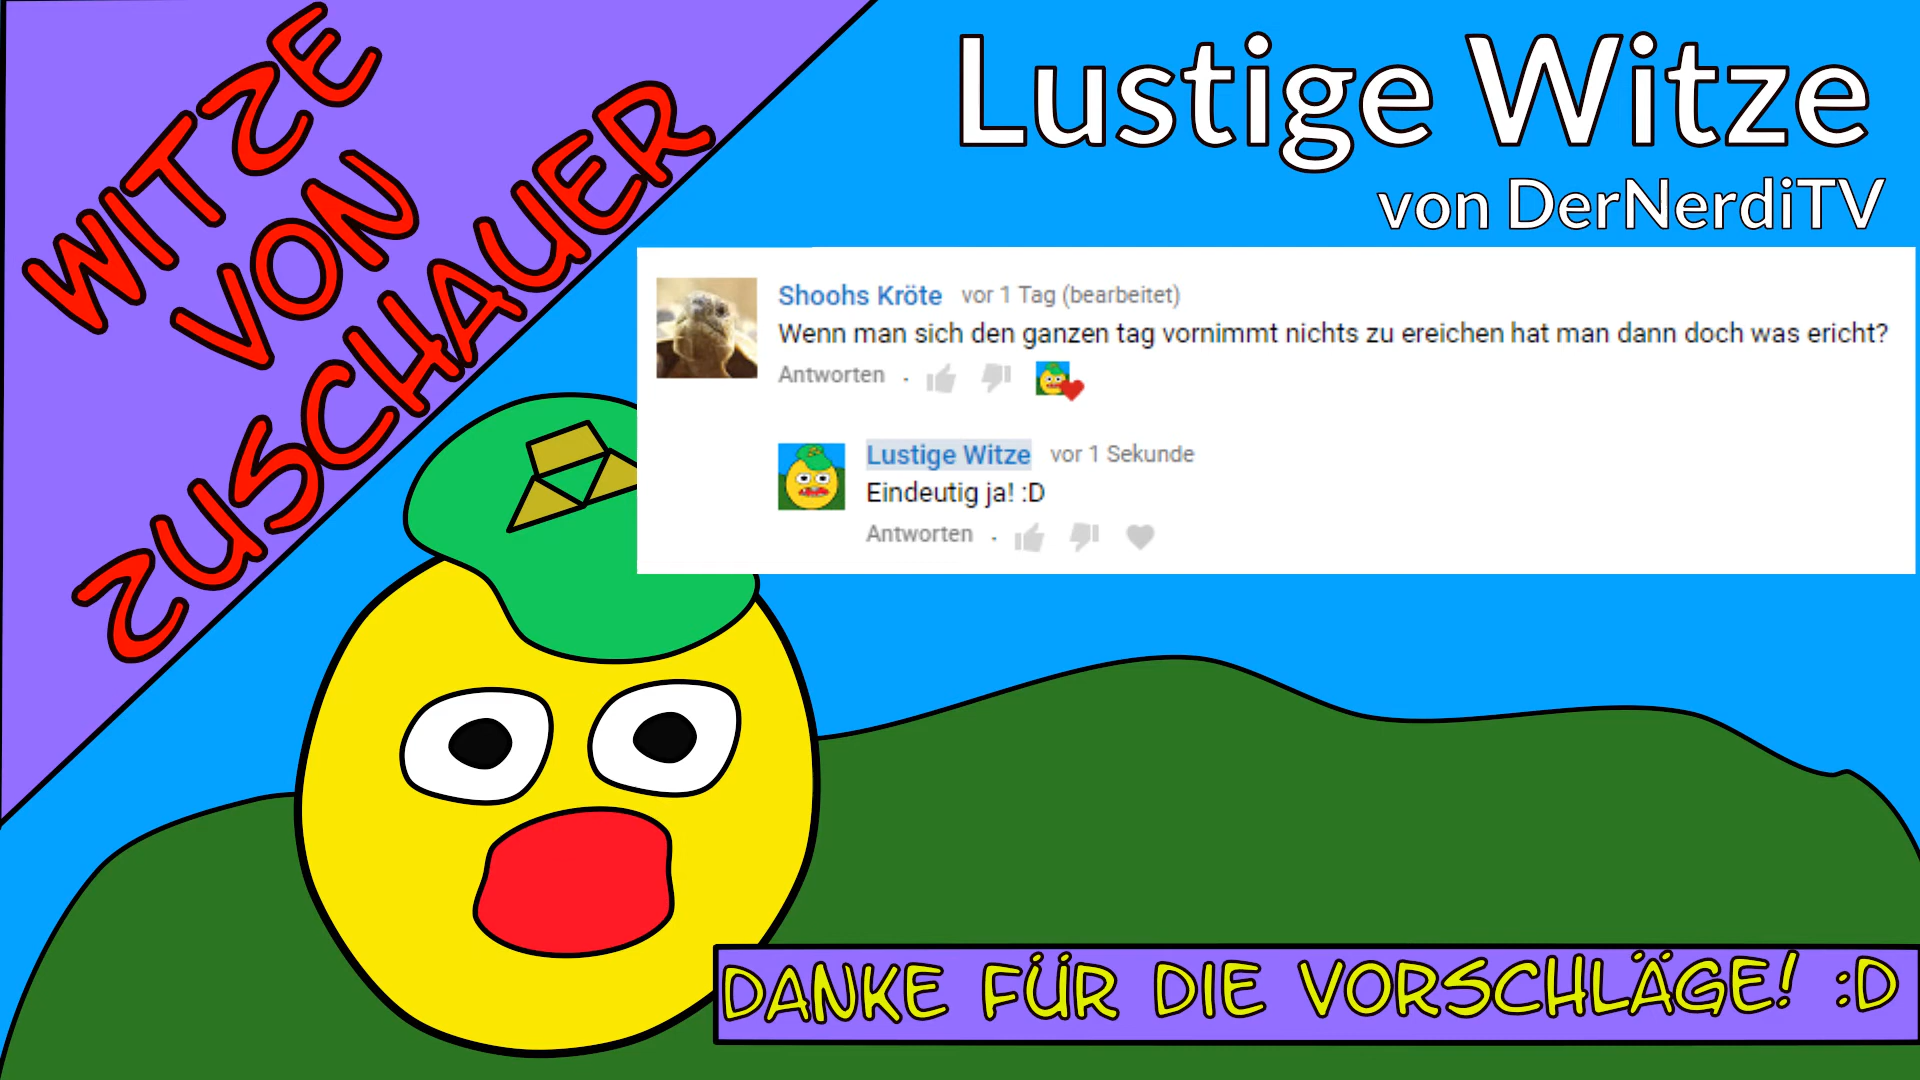 WITZE
VON
ZUSCHAUER
Lustige Witze
von DerNerdiTV
Shoohs Kröte vor 1 Tag (bearbeitet)
Wenn man sich den ganzen tag vornimmt nichts zu ereichen hat man dann doch was ericht?
Antworten
Lustige Witze vor 1 Sekunde
Eindeutig ja! :D
Antworten
DANKE FÜR DIE VORSCHLÄGE! :D